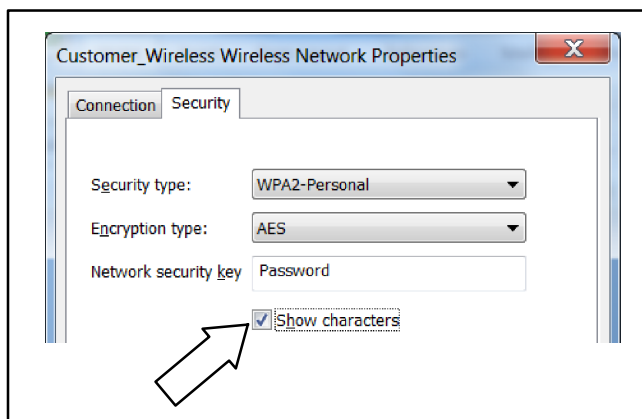 Customer_Wireless Wireless Network Properties
Connection Security
Security type: WPA2-Personal
Encryption type: AES
Network security key Password
Show characters